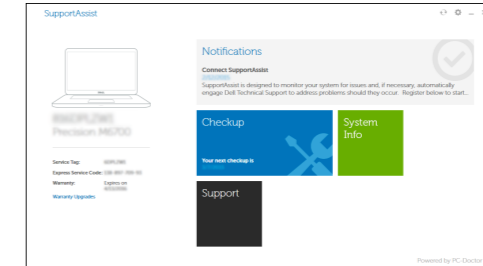 SupportAssist
Notifications
Connect SupportAssist
SupportAssist is designed to monitor your system for issues and, if necessary, automatically
engage Dell Technical Support to address problems should they occur. Register below to start...
Precision M6700
Checkup
Your next checkup is
System
Info
Service Tag:
Express Service Code:
Warranty:
Expires on
Warranty Upgrades
Support
Powered by PC-Doctor